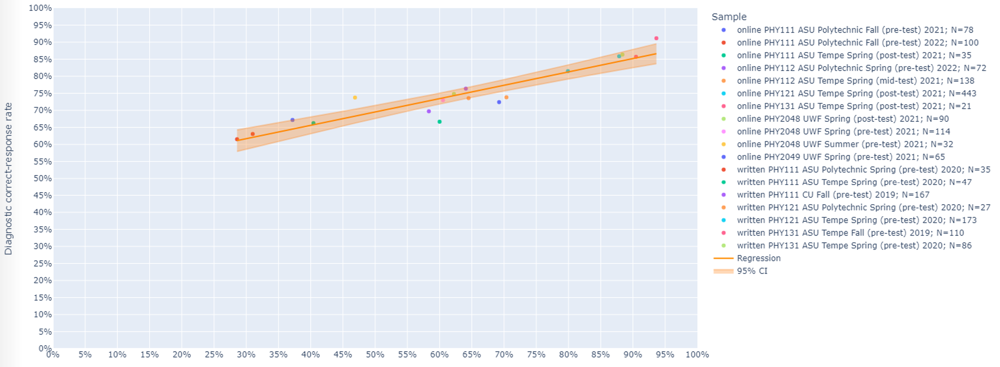 Diagnostic correct-response rate
100%
95%
90%
85%
80%
75%
70%
65%
60%
55%
50%
45%
40%
35%
30%
25%
20%
15%
10%
5%
0%
0% 5% 10% 15% 20% 25% 30% 35% 40% 45% 50% 55% 60% 65% 70% 75% 80% 85% 90% 95% 100%
Sample
online PHY111 ASU Polytechnic Fall (pre-test) 2021; N=78
online PHY111 ASU Polytechnic Fall (pre-test) 2022; N=100
online PHY111 ASU Tempe Spring (post-test) 2021; N=35
online PHY112 ASU Polytechnic Spring (pre-test) 2022; N=72
online PHY112 ASU Tempe Spring (mid-test) 2021; N=138
online PHY121 ASU Tempe Spring (post-test) 2021; N=443
online PHY131 ASU Tempe Spring (post-test) 2021; N=21
online PHY2048 UWF Spring (post-test) 2021; N=90
online PHY2048 UWF Spring (pre-test) 2021; N=114
online PHY2048 UWF Summer (pre-test) 2021; N=32
online PHY2049 UWF Spring (pre-test) 2021; N=65
written PHY111 ASU Polytechnic Spring (pre-test) 2020; N=35
written PHY111 ASU Tempe Spring (pre-test) 2020; N=47
written PHY111 CU Fall (pre-test) 2019; N=167
written PHY121 ASU Polytechnic Spring (pre-test) 2020; N=27
written PHY121 ASU Tempe Spring (pre-test) 2020; N=173
written PHY131 ASU Tempe Fall (pre-test) 2019; N=110
written PHY131 ASU Tempe Spring (pre-test) 2020; N=86
Regression
95% CI